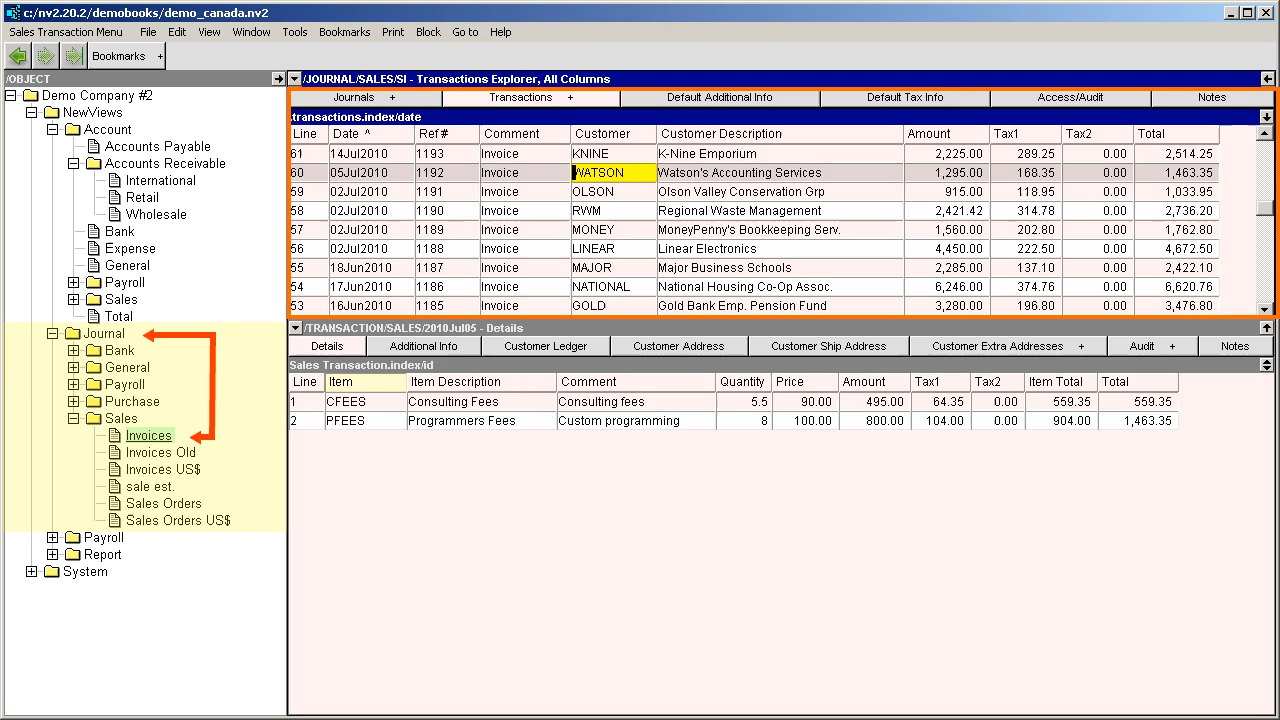 c:/nv2.20.2/demobooks/demo_canada.nv2
Sales Transaction Menu File Edit View Window Tools Bookmarks Print Block Go to Help
Bookmarks +
/OBJECT
Demo Company #2
NewViews
Account
Accounts Payable
Accounts Receivable
International
Retail
Wholesale
Bank
Expense
General
Payroll
Sales
Total
Journal
Bank
General
Payroll
Purchase
Sales
Invoices
Invoices Old
Invoices US$
sale est.
Sales Orders
Sales Orders US$
Payroll
Report
System
/JOURNAL/SALES/SI - Transactions Explorer, All Columns
Journals + Transactions + Default Additional Info Default Tax Info Access/Audit Notes
transactions.index/date
Line Date ^ Ref# Comment Customer Customer Description Amount Tax1 Tax2 Total
61 14Jul2010 1193 Invoice KNINE K-Nine Emporium 2,225.00 289.25 0.00 2,514.25
60 05Jul2010 1192 Invoice WATSON Watson's Accounting Services 1,295.00 168.35 0.00 1,463.35
59 02Jul2010 1191 Invoice OLSON Olson Valley Conservation Grp 915.00 118.95 0.00 1,033.95
58 02Jul2010 1190 Invoice RWM Regional Waste Management 2,421.42 314.78 0.00 2,736.20
57 02Jul2010 1189 Invoice MONEY MoneyPenny's Bookkeeping Serv. 1,560.00 202.80 0.00 1,762.80
56 02Jul2010 1188 Invoice LINEAR Linear Electronics 4,450.00 222.50 0.00 4,672.50
55 18Jun2010 1187 Invoice MAJOR Major Business Schools 2,285.00 137.10 0.00 2,422.10
54 17Jun2010 1186 Invoice NATIONAL National Housing Co-Op Assoc. 6,246.00 374.76 0.00 6,620.76
53 16Jun2010 1185 Invoice GOLD Gold Bank Emp. Pension Fund 3,280.00 196.80 0.00 3,476.80
/TRANSACTION/SALES/2010Jul05 - Details
Details Additional Info Customer Ledger Customer Address Customer Ship Address Customer Extra Addresses + Audit + Notes
Sales Transaction.index/id
Line Item Item Description Comment Quantity Price Amount Tax1 Tax2 Item Total Total
1 CFEES Consulting Fees Consulting fees 5.5 90.00 495.00 64.35 0.00 559.35 559.35
2 PFEES Programmers Fees Custom programming 8 100.00 800.00 104.00 0.00 904.00 1,463.35